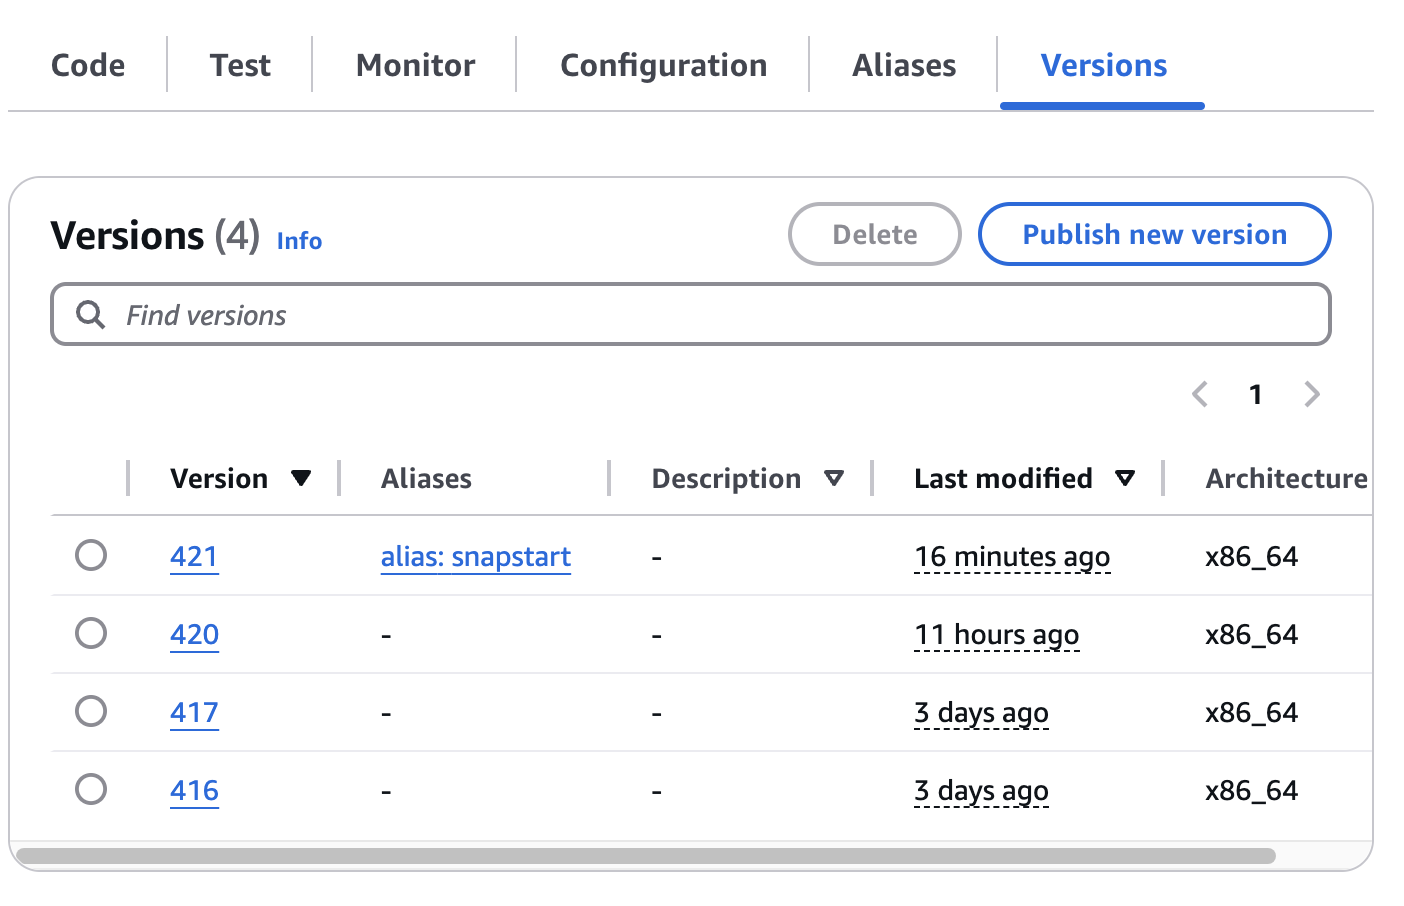 Code Test Monitor Configuration Aliases Versions
Versions (4) Info Delete Publish new version
Find versions
1
Version Aliases Description Last modified Architecture
421 alias: snapstart - 16 minutes ago x86_64
420 - - 11 hours ago x86_64
417 - - 3 days ago x86_64
416 - - 3 days ago x86_64